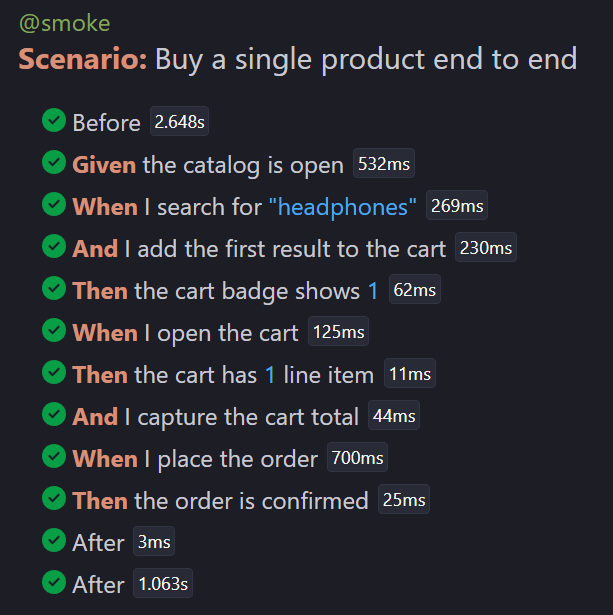 @smoke
Scenario: Buy a single product end to end
Before 2.648s
Given the catalog is open 532ms
When I search for "headphones" 269ms
And I add the first result to the cart 230ms
Then the cart badge shows 1 62ms
When I open the cart 125ms
Then the cart has 1 line item 11ms
And I capture the cart total 44ms
When I place the order 700ms
Then the order is confirmed 25ms
After 3ms
After 1.063s